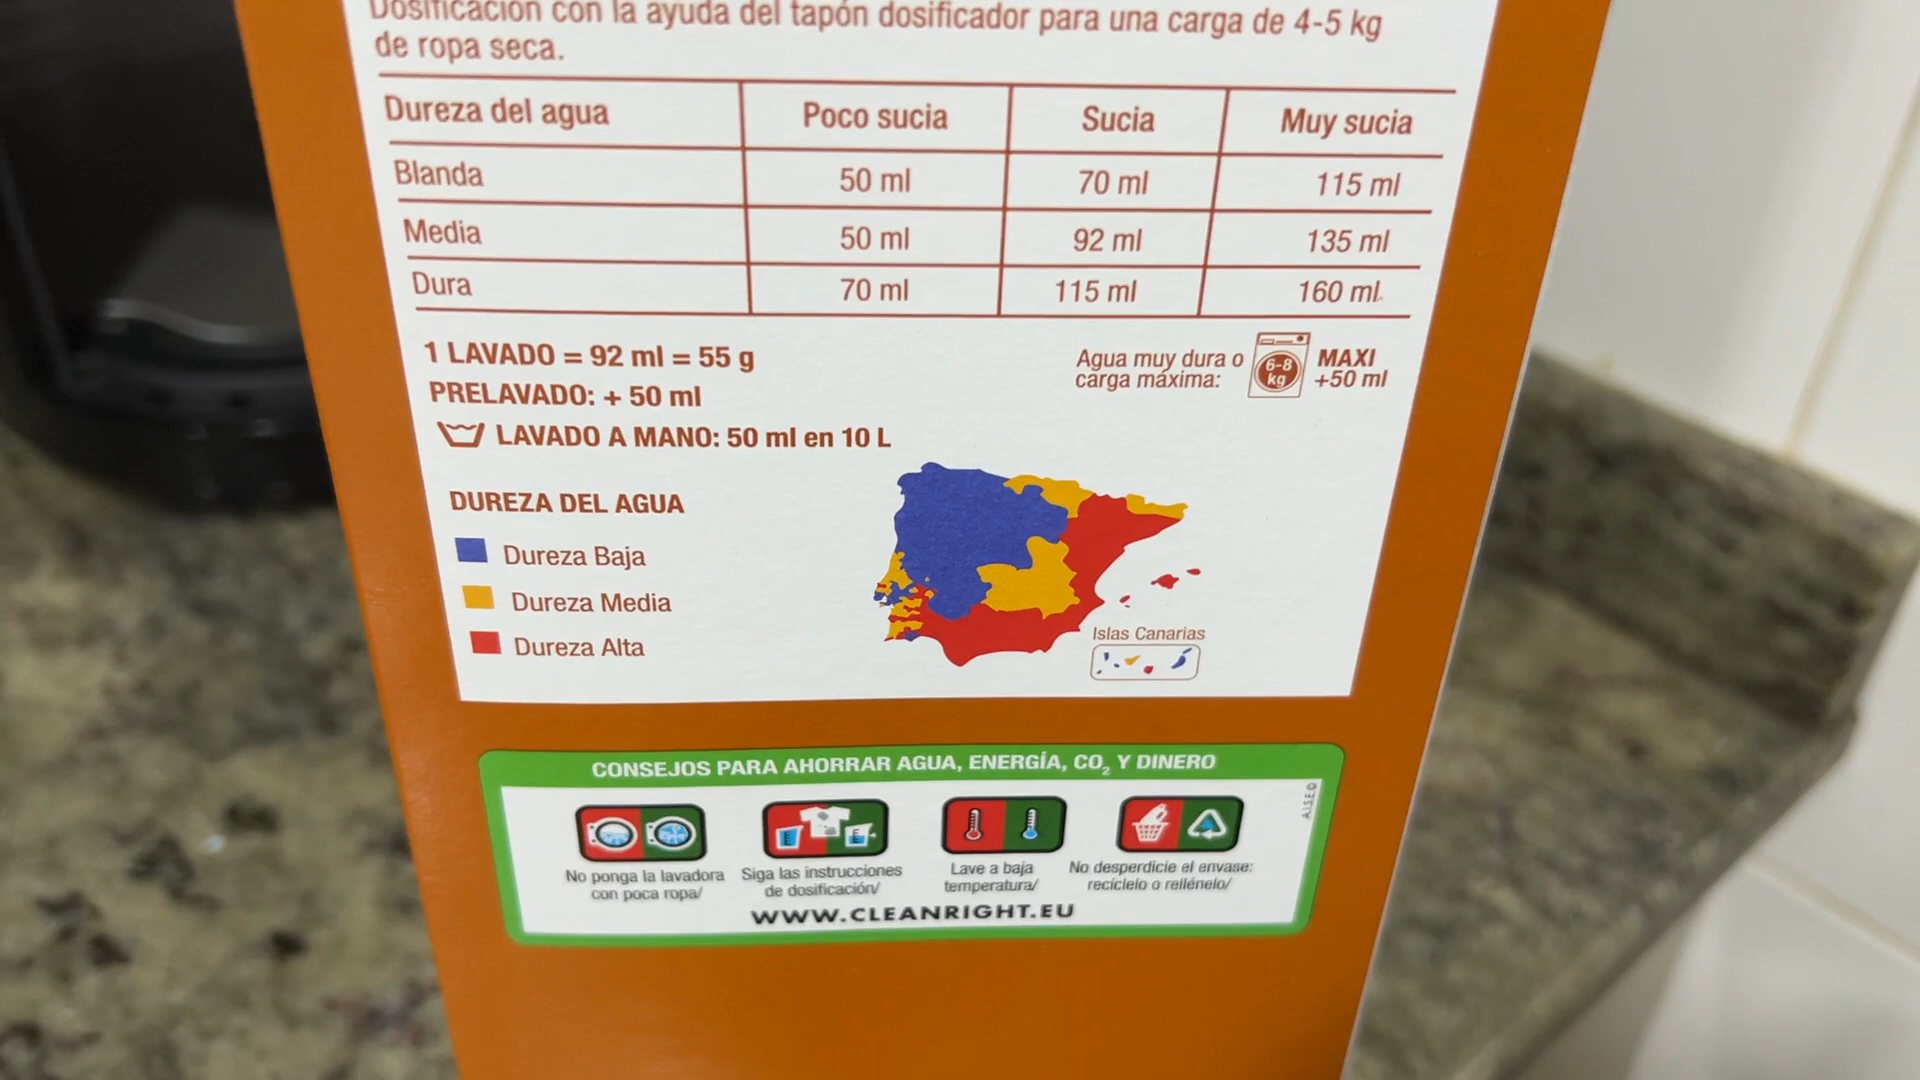 Dosificación con la ayuda del tapón dosificador para una carga de 4-5 kg
de ropa seca.
Dureza del agua Poco sucia Sucia Muy sucia
Blanda 50 ml 70 ml 115 ml
Media 50 ml 92 ml 135 ml
Dura 70 ml 115 ml 160 ml
1 LAVADO = 92 ml = 55 g
PRELAVADO: + 50 ml
LAVADO A MANO: 50 ml en 10 L
Agua muy dura o
carga máxima:
6-8
kg
MAXI
+50 ml
DUREZA DEL AGUA
Dureza Baja
Dureza Media
Dureza Alta
Islas Canarias
CONSEJOS PARA AHORRAR AGUA, ENERGÍA, CO₂ Y DINERO
No ponga la lavadora
con poca ropa/
Siga las instrucciones
de dosificación/
Lave a baja
temperatura/
No desperdicie el envase:
recíclelo o rellénelo/
A.I.S.E ©
WWW.CLEANRIGHT.EU